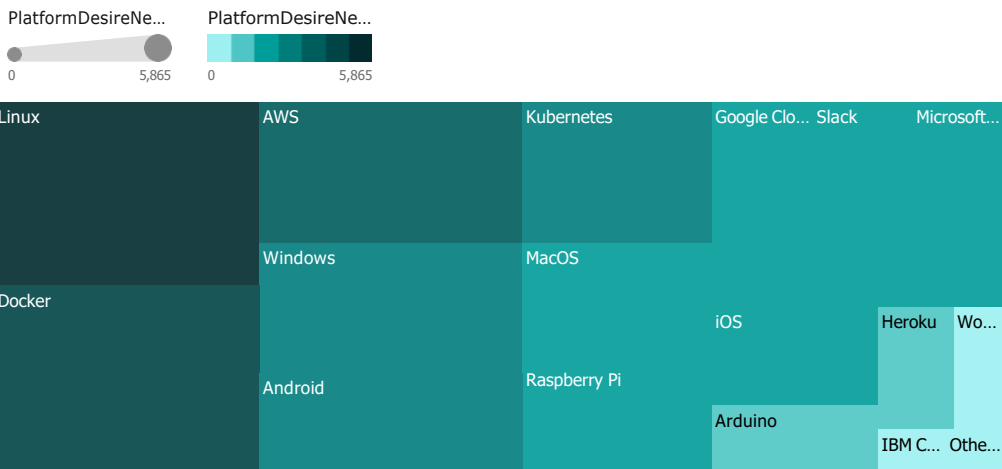 PlatformDesireNe... PlatformDesireNe...
0 5,865 0 5,865
Linux AWS Kubernetes Google Clo... Slack Microsoft...
Windows MacOS
Docker
iOS Heroku Wo...
Android Raspberry Pi
Arduino
IBM C... Othe...